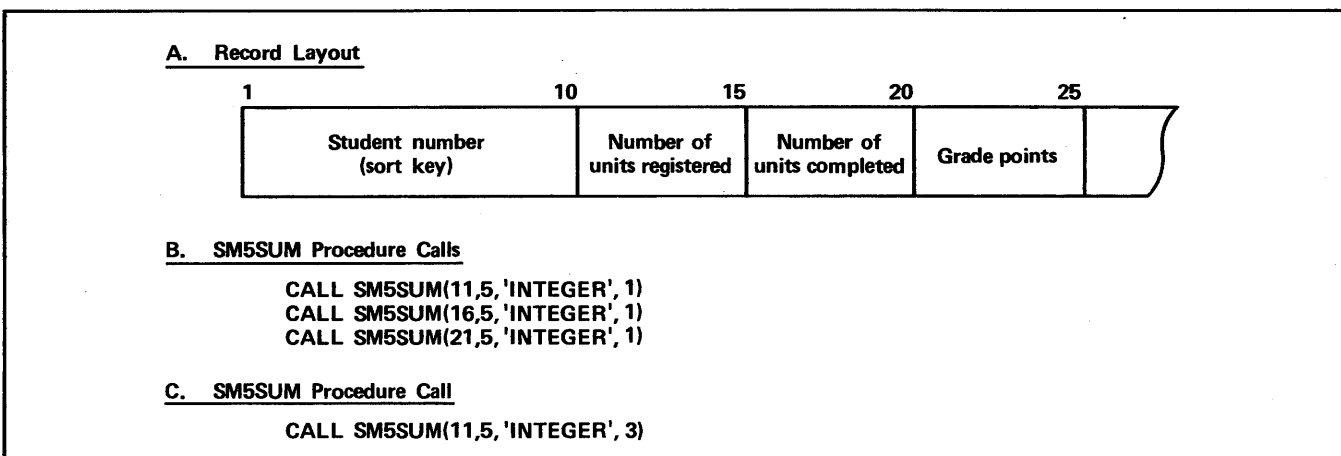 A. Record Layout
1 10 15 20 25
Student number
(sort key)
Number of
units registered
Number of
units completed
Grade points
B. SM5SUM Procedure Calls
CALL SM5SUM(11,5,'INTEGER', 1)
CALL SM5SUM(16,5,'INTEGER', 1)
CALL SM5SUM(21,5,'INTEGER', 1)
C. SM5SUM Procedure Call
CALL SM5SUM(11,5,'INTEGER', 3)